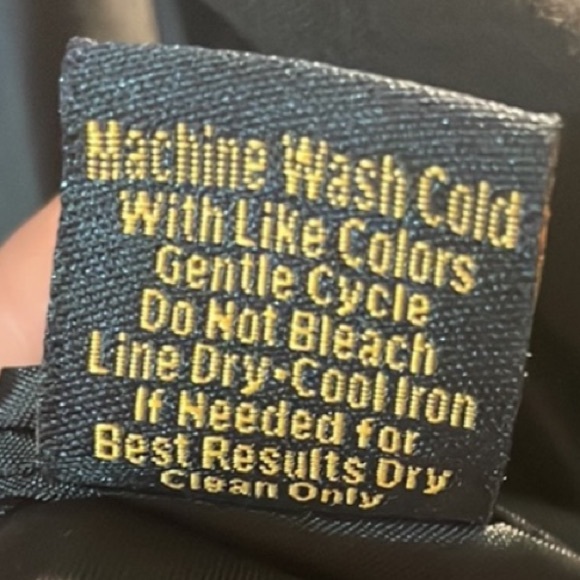 Machine Wash Cold
With Like Colors
Gentle Cycle
Do Not Bleach
Line Dry-Cool Iron
If Needed for
Best Results Dry
Clean Only